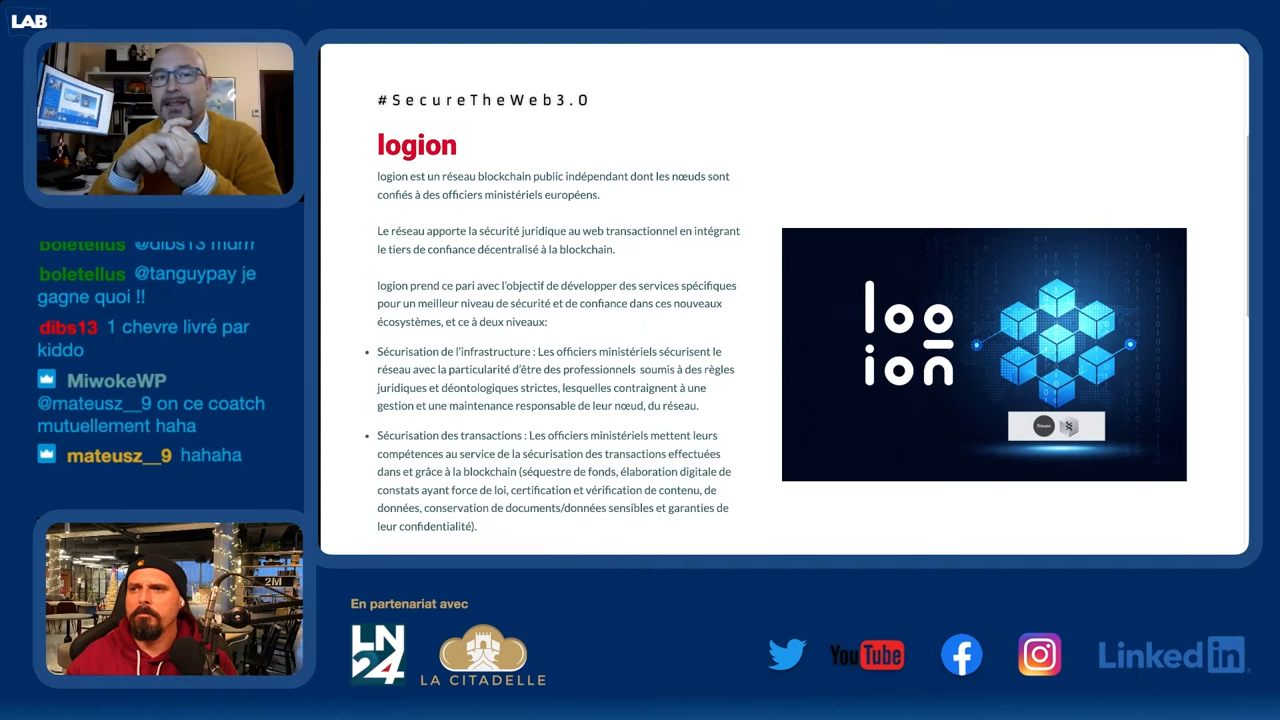 LAB
boletellus @dibs13 mdrrr
boletellus @tanguypay je
gagne quoi !!
dibs13 1 chevre livré par
kiddo
MiwokeWP
@mateusz__9 on ce coatch
mutuellement haha
mateusz__9 hahaha
2M
#SecureTheWeb3.0
logion
logion est un réseau blockchain public indépendant dont les nœuds sont
confiés à des officiers ministériels européens.
Le réseau apporte la sécurité juridique au web transactionnel en intégrant
le tiers de confiance décentralisé à la blockchain.
logion prend ce pari avec l'objectif de développer des services spécifiques
pour un meilleur niveau de sécurité et de confiance dans ces nouveaux
écosystèmes, et ce à deux niveaux:
• Sécurisation de l'infrastructure : Les officiers ministériels sécurisent le
réseau avec la particularité d'être des professionnels soumis à des règles
juridiques et déontologiques strictes, lesquelles contraignent à une
gestion et une maintenance responsable de leur nœud, du réseau.
• Sécurisation des transactions : Les officiers ministériels mettent leurs
compétences au service de la sécurisation des transactions effectuées
dans et grâce à la blockchain (séquestre de fonds, élaboration digitale de
constats ayant force de loi, certification et vérification de contenu, de
données, conservation de documents/données sensibles et garanties de
leur confidentialité).
logion
En partenariat avec
LN
24
LA CITADELLE
YouTube
Linkedin